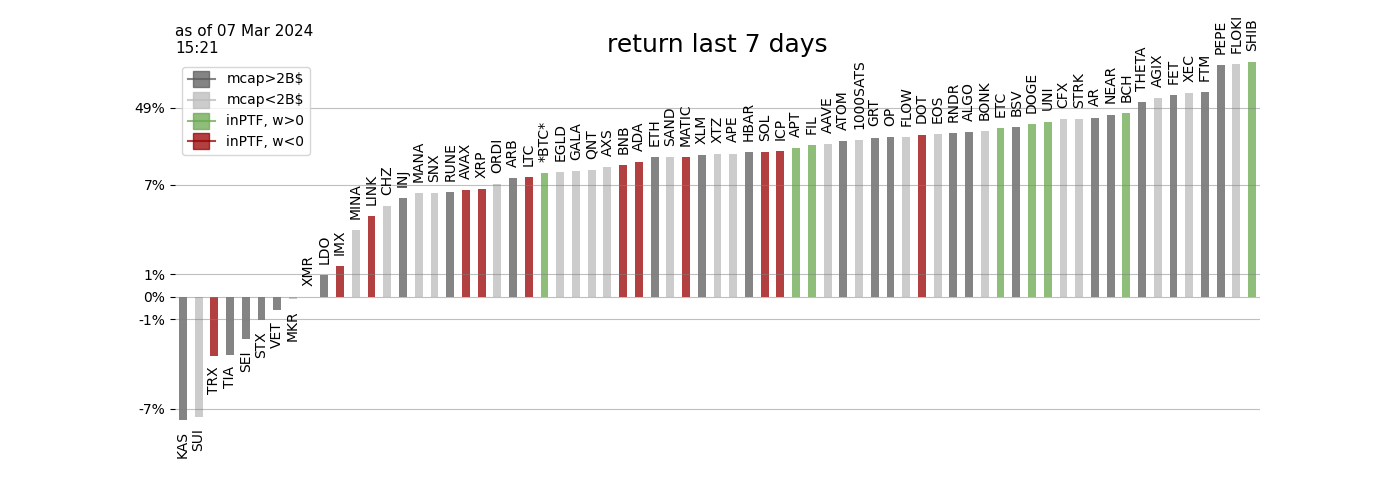 as of 07 Mar 2024
15:21
return last 7 days
mcap>2B$
mcap<2B$
inPTF, w>0
inPTF, w<0
49%
7%
1%
0%
-1%
-7%
KAS
SUI
TRX
TIA
SEI
STX
VET
MKR
XMR
LDO
IMX
MINA
LINK
CHZ
INJ
MANA
SNX
RUNE
AVAX
XRP
ORDI
ARB
LTC
*BTC*
EGLD
GALA
QNT
AXS
BNB
ADA
ETH
SAND
MATIC
XLM
XTZ
APE
HBAR
SOL
ICP
APT
FIL
AAVE
ATOM
1000SATS
GRT
OP
FLOW
DOT
EOS
RNDR
ALGO
BONK
ETC
BSV
DOGE
UNI
CFX
STRK
AR
NEAR
BCH
THETA
AGIX
FET
XEC
FTM
PEPE
FLOKI
SHIB